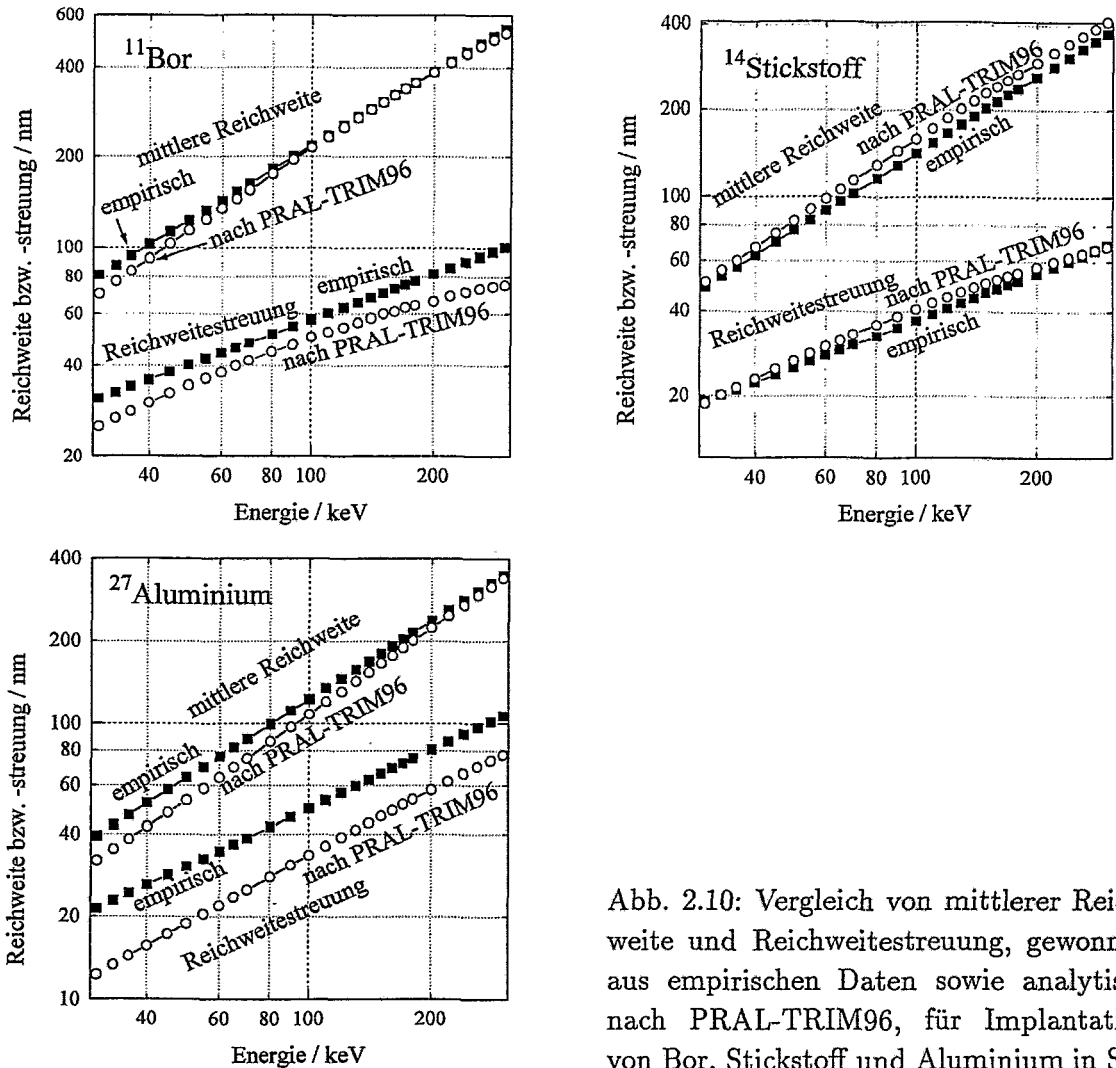 600
400
200
100
80
60
40
20
Reichweite bzw. -streuung / nm
11Bor
mittlere Reichweite
empirisch
nach PRAL-TRIM96
empirisch
Reichweitestreuung
nach PRAL-TRIM96
40 60 80 100 200
Energie / keV
400
200
100
80
60
40
20
Reichweite bzw. -streuung / nm
14Stickstoff
nach PRAL-TRIM96
mittlere Reichweite
empirisch
nach PRAL-TRIM96
Reichweitestreuung
empirisch
40 60 80 100 200
Energie / keV
400
200
100
80
60
40
20
10
Reichweite bzw. -streuung / nm
27Aluminium
mittlere Reichweite
empirisch
nach PRAL-TRIM96
empirisch
nach PRAL-TRIM96
Reichweitestreuung
40 60 80 100 200
Energie / keV
Abb. 2.10: Vergleich von mittlerer Rei
weite und Reichweitestreuung, gewon
aus empirischen Daten sowie analyti
nach PRAL-TRIM96, für Implantat
von Bor, Stickstoff und Aluminium in S